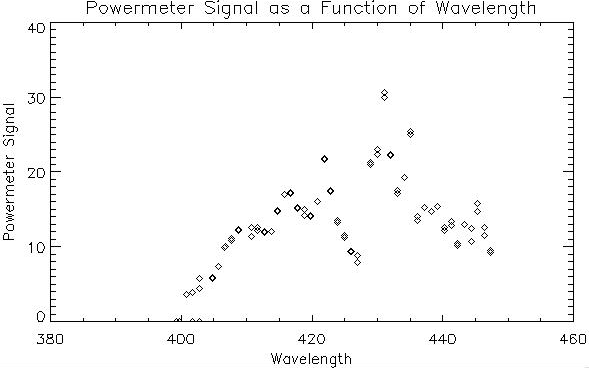 Powermeter Signal as a Function of Wavelength
40
30
20
10
0
Powermeter Signal
380 400 420 440 460
Wavelength